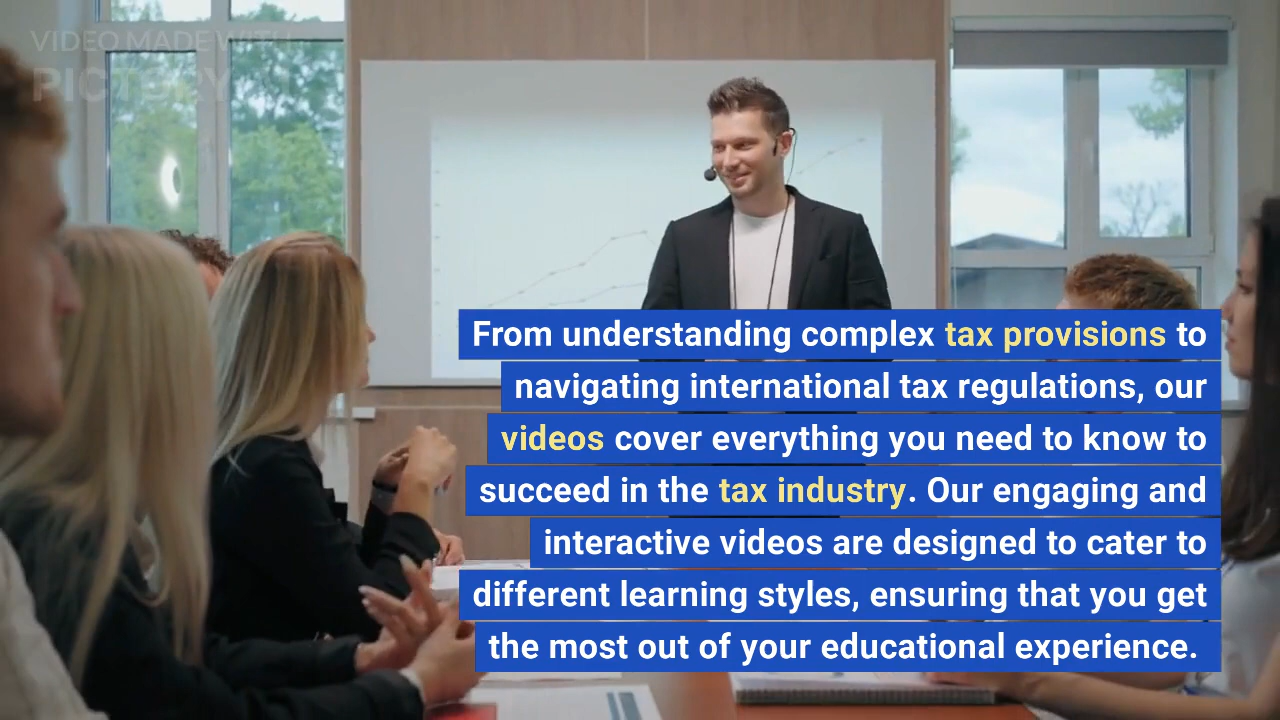 VIDEO MADE WITH
PICTORY
From understanding complex tax provisions to
navigating international tax regulations, our
videos cover everything you need to know to
succeed in the tax industry. Our engaging and
interactive videos are designed to cater to
different learning styles, ensuring that you get
the most out of your educational experience.